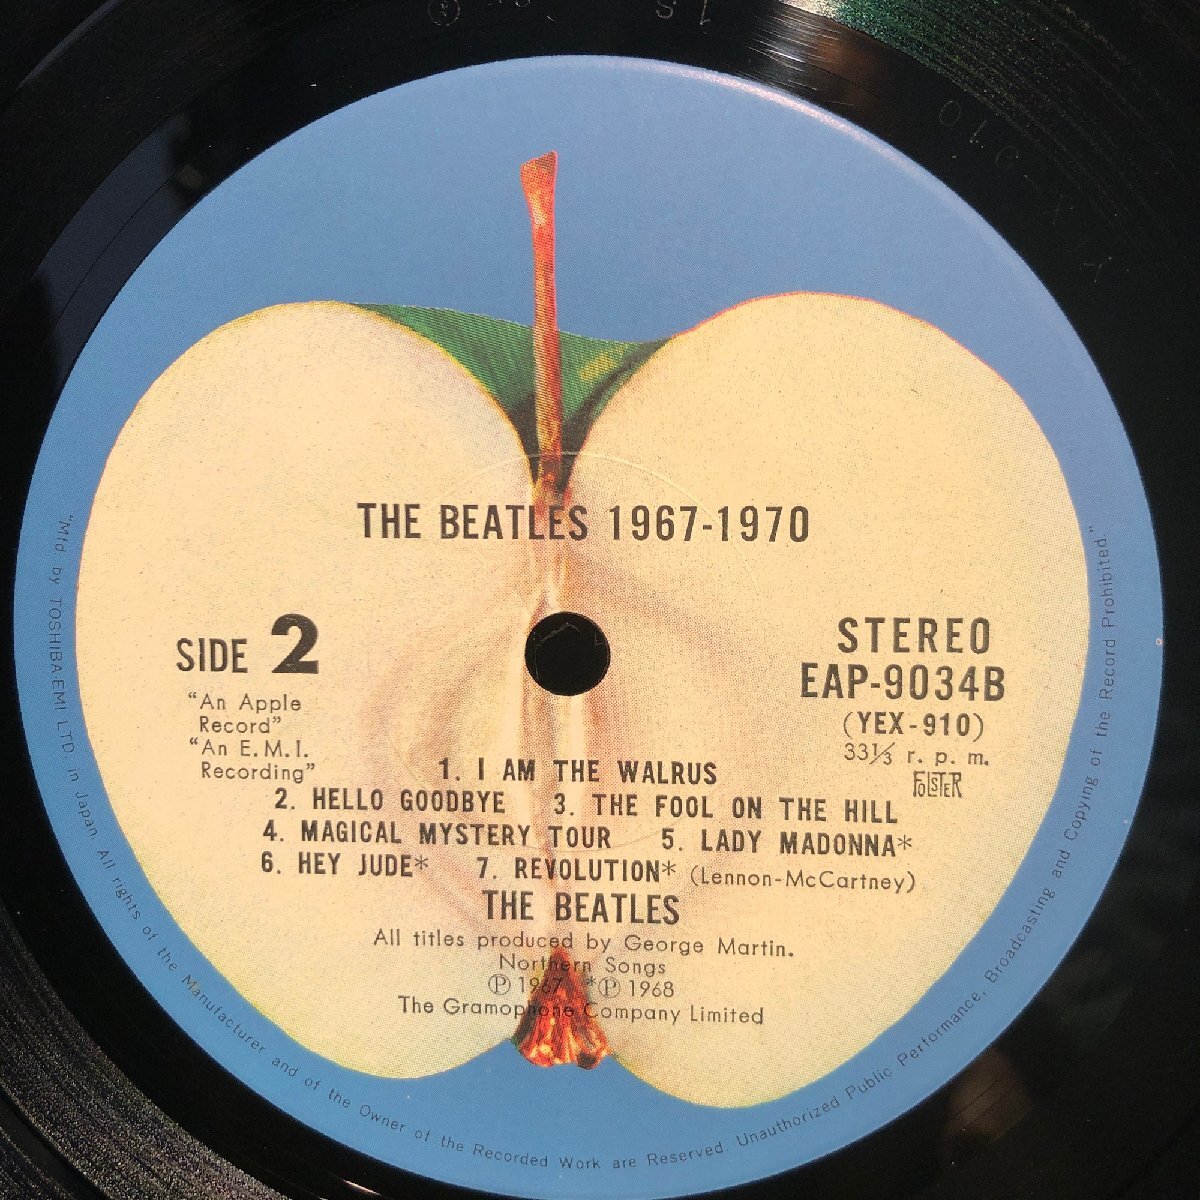 THE BEATLES 1967-1970
SIDE 2
"An Apple
Record"
"An E.M.I.
Recording"
STEREO
EAP-9034B
(YEX-910)
33⅓ r. p. m.
FOLSTER
1. I AM THE WALRUS
2. HELLO GOODBYE 3. THE FOOL ON THE HILL
4. MAGICAL MYSTERY TOUR 5. LADY MADONNA*
6. HEY JUDE* 7. REVOLUTION* (Lennon-McCartney)
THE BEATLES
All titles produced by George Martin.
Northern Songs
Ⓟ 1967 *Ⓟ 1968
The Gramophone Company Limited
"Mfd. by TOSHIBA EMI LTD. in Japan. All rights of the Manufacturer and of the Owner of the Recorded Work are Reserved. Unauthorized Public Performance, Broadcasting and Copying of the Record Prohibited."